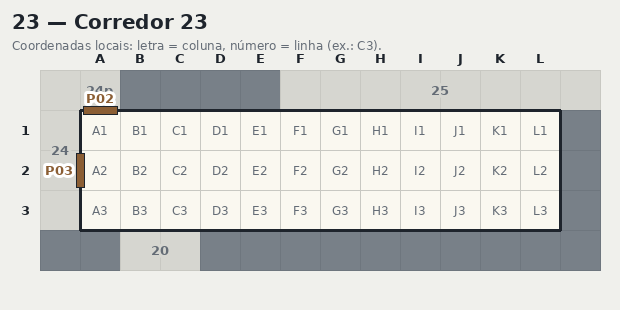 23 — Corredor 23
Coordenadas locais: letra = coluna, número = linha (ex.: C3).
A B C D E F G H I J K L
24p 25
P02
1 A1 B1 C1 D1 E1 F1 G1 H1 I1 J1 K1 L1
24
2 P03 A2 B2 C2 D2 E2 F2 G2 H2 I2 J2 K2 L2
3 A3 B3 C3 D3 E3 F3 G3 H3 I3 J3 K3 L3
20